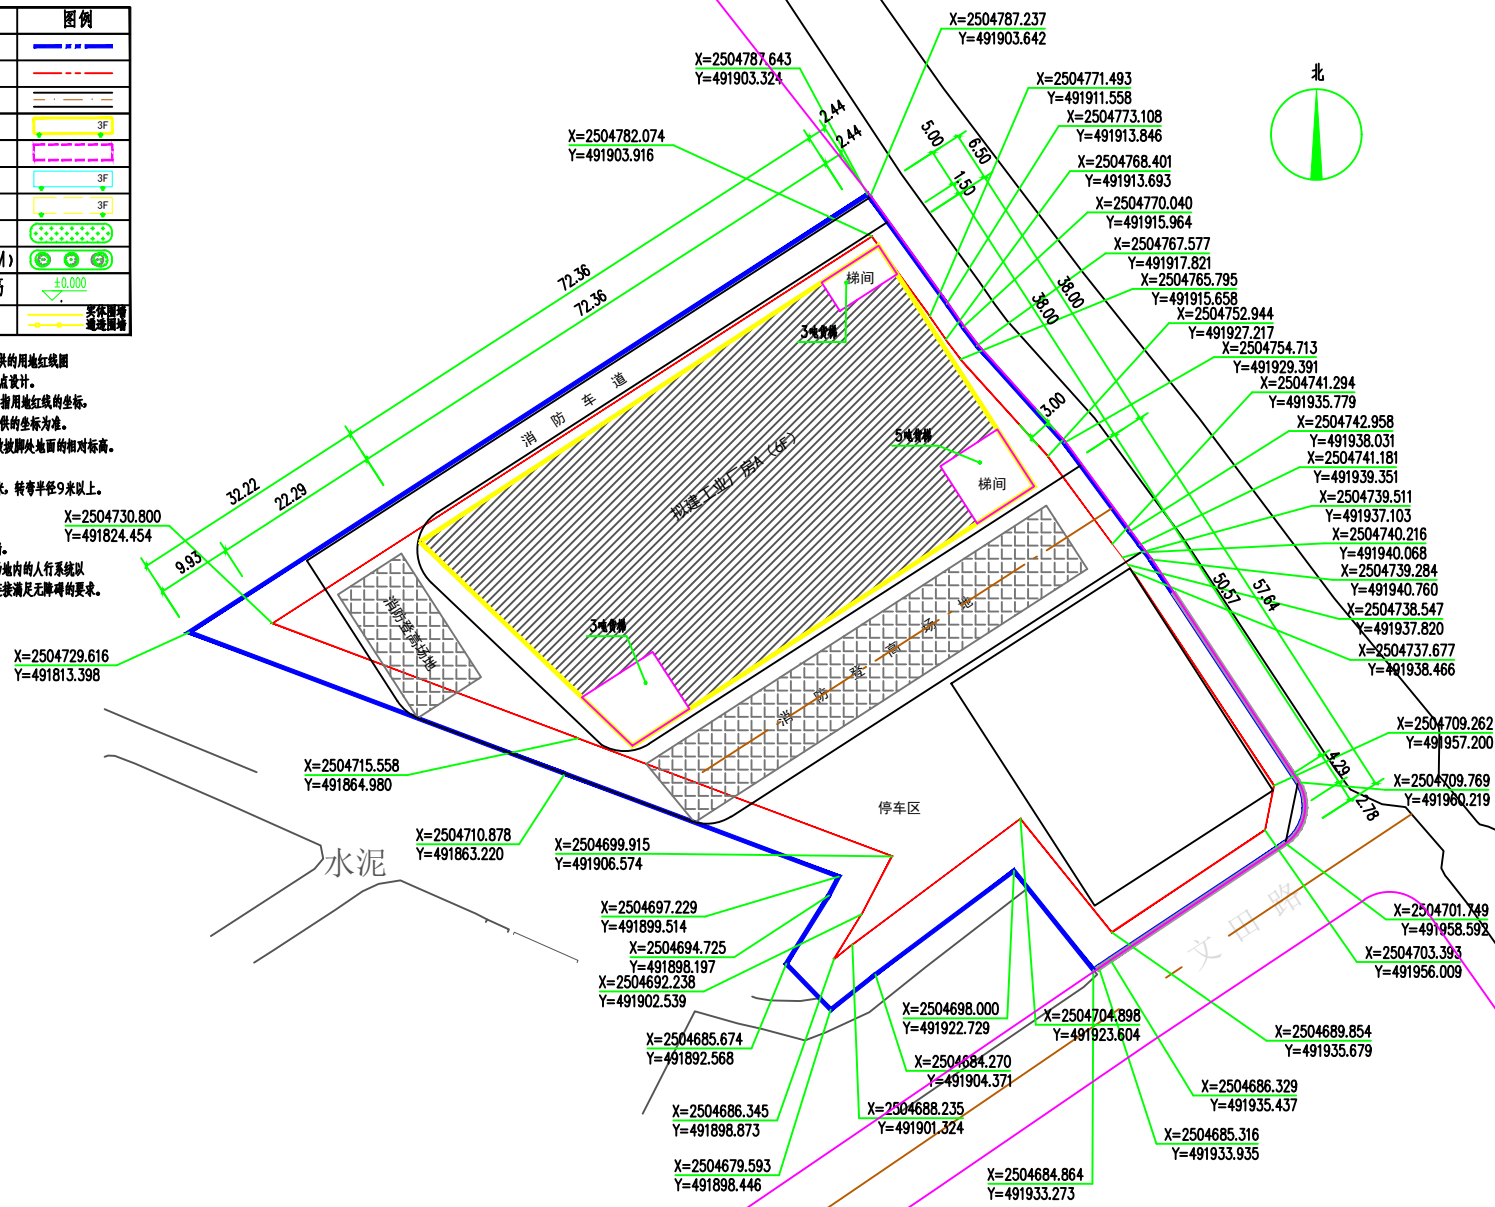 图例
3F
3F
3F
±0.000
实体围墙
通透围墙
供的用地红线图
点设计。
指用地红线的坐标。
供的坐标为准。
散披脚处地面的相对标高。
转弯半径9米以上。
地内的人行系统以
连接满足无障碍的要求。
北
X=2504787.237
Y=491903.642
X=2504787.643
Y=491903.324
X=2504771.493
Y=491911.558
X=2504773.108
Y=491913.846
X=2504782.074
Y=491903.916
X=2504768.401
Y=491913.693
X=2504770.040
Y=491915.964
X=2504767.577
Y=491917.821
X=2504765.795
Y=491915.658
X=2504752.944
Y=491927.217
X=2504754.713
Y=491929.391
X=2504741.294
Y=491935.779
X=2504742.958
Y=491938.031
X=2504741.181
Y=491939.351
X=2504739.511
Y=491937.103
X=2504740.216
Y=491940.068
X=2504739.284
Y=491940.760
X=2504738.547
Y=491937.820
X=2504737.677
Y=491938.466
X=2504709.262
Y=491957.200
X=2504709.769
Y=491960.219
X=2504701.749
Y=491958.592
X=2504703.393
Y=491956.009
X=2504689.854
Y=491935.679
X=2504686.329
Y=491935.437
X=2504685.316
Y=491933.935
X=2504684.864
Y=491933.273
X=2504704.898
Y=491923.604
X=2504698.000
Y=491922.729
X=2504684.270
Y=491904.371
X=2504688.235
Y=491901.324
X=2504679.593
Y=491898.446
X=2504686.345
Y=491898.873
X=2504685.674
Y=491892.568
X=2504692.238
Y=491902.539
X=2504694.725
Y=491898.197
X=2504697.229
Y=491899.514
X=2504699.915
Y=491906.574
X=2504710.878
Y=491863.220
X=2504715.558
Y=491864.980
X=2504729.616
Y=491813.398
X=2504730.800
Y=491824.454
2.44
2.44
5.00
6.50
1.50
72.36
72.36
38.00
38.00
3.00
32.22
22.29
9.93
50.57
57.64
4.29
2.78
梯间
3吨货梯
消防车道
5吨货梯
梯间
拟建工业厂房A(6F)
消防登高场地
3吨货梯
消防登高场地
停车区
水泥
文田路